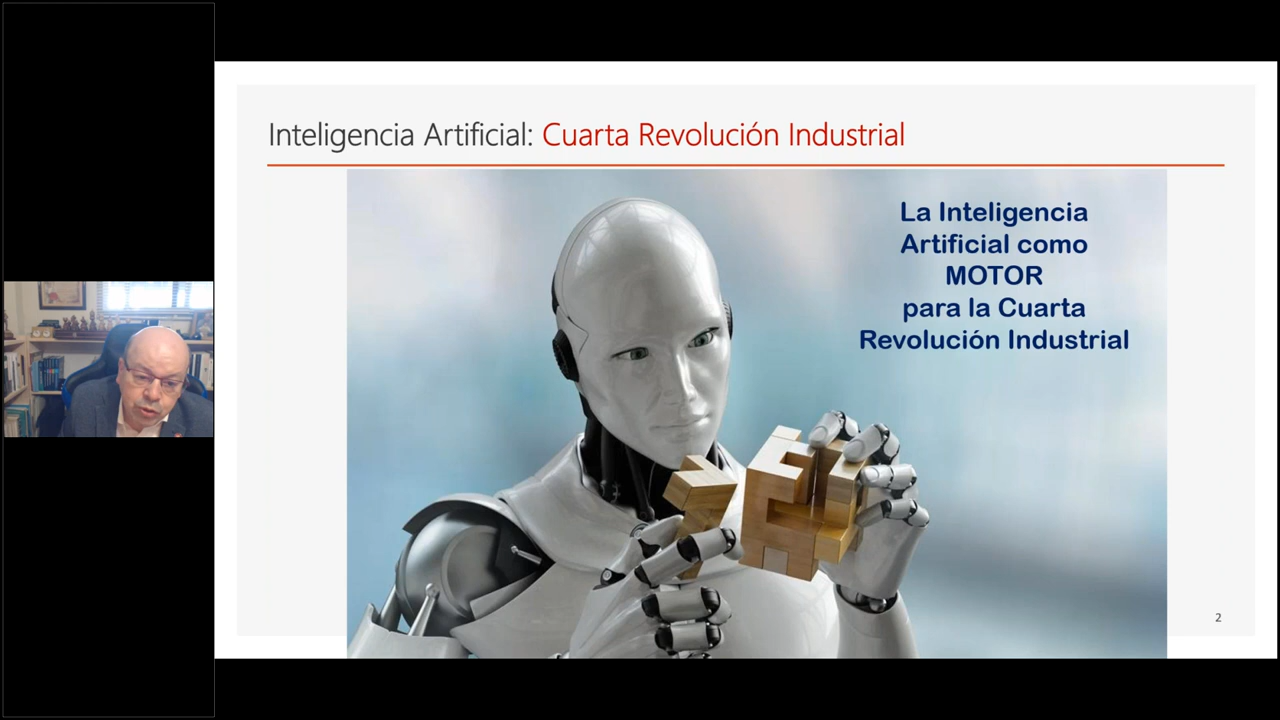 Inteligencia Artificial: Cuarta Revolución Industrial
La Inteligencia
Artificial como
MOTOR
para la Cuarta
Revolución Industrial
2